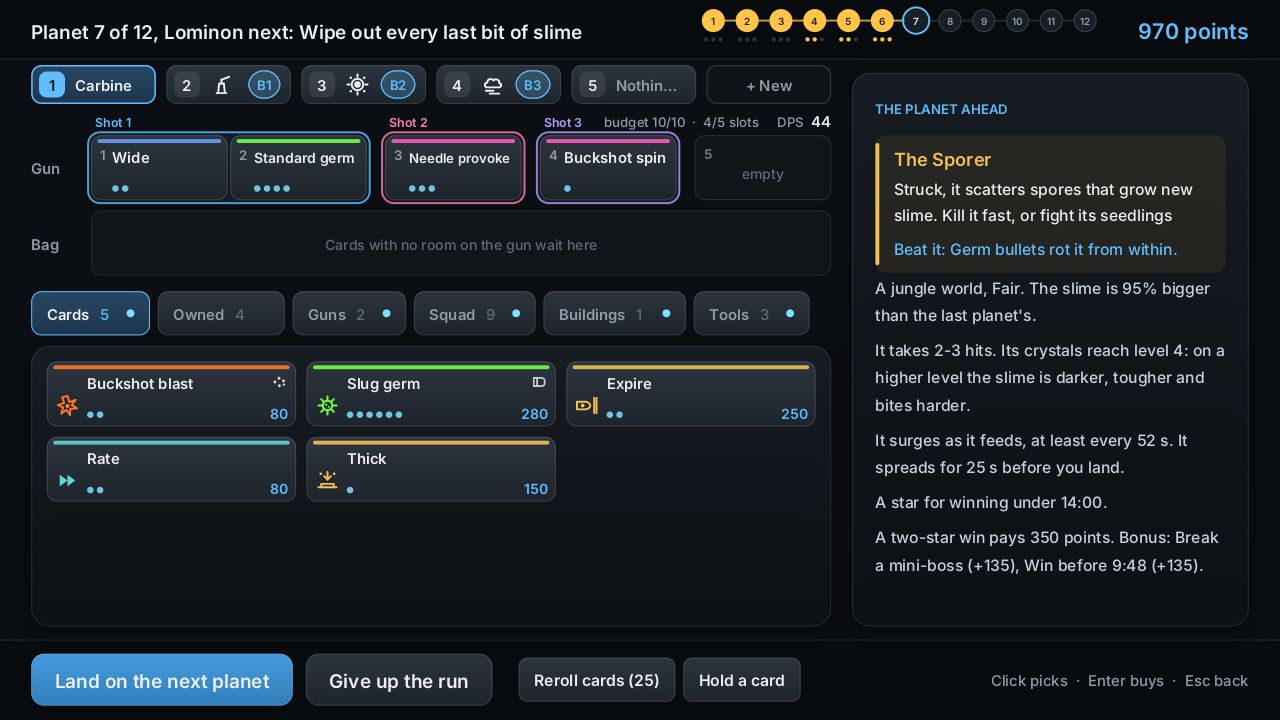 Planet 7 of 12, Lominon next: Wipe out every last bit of slime
1 2 3 4 5 6 7 8 9 10 11 12
970 points
1 Carbine
2 B1
3 B2
4 B3
5 Nothin...
+ New
Shot 1
Shot 2
Shot 3
budget 10/10 · 4/5 slots DPS 44
Gun
1 Wide
2 Standard germ
3 Needle provoke
4 Buckshot spin
5
empty
Bag
Cards with no room on the gun wait here
Cards 5
Owned 4
Guns 2
Squad 9
Buildings 1
Tools 3
Buckshot blast
80
Slug germ
280
Expire
250
Rate
80
Thick
150
THE PLANET AHEAD
The Sporer
Struck, it scatters spores that grow new
slime. Kill it fast, or fight its seedlings
Beat it: Germ bullets rot it from within.
A jungle world, Fair. The slime is 95% bigger
than the last planet's.
It takes 2-3 hits. Its crystals reach level 4: on a
higher level the slime is darker, tougher and
bites harder.
It surges as it feeds, at least every 52 s. It
spreads for 25 s before you land.
A star for winning under 14:00.
A two-star win pays 350 points. Bonus: Break
a mini-boss (+135), Win before 9:48 (+135).
Land on the next planet
Give up the run
Reroll cards (25)
Hold a card
Click picks · Enter buys · Esc back